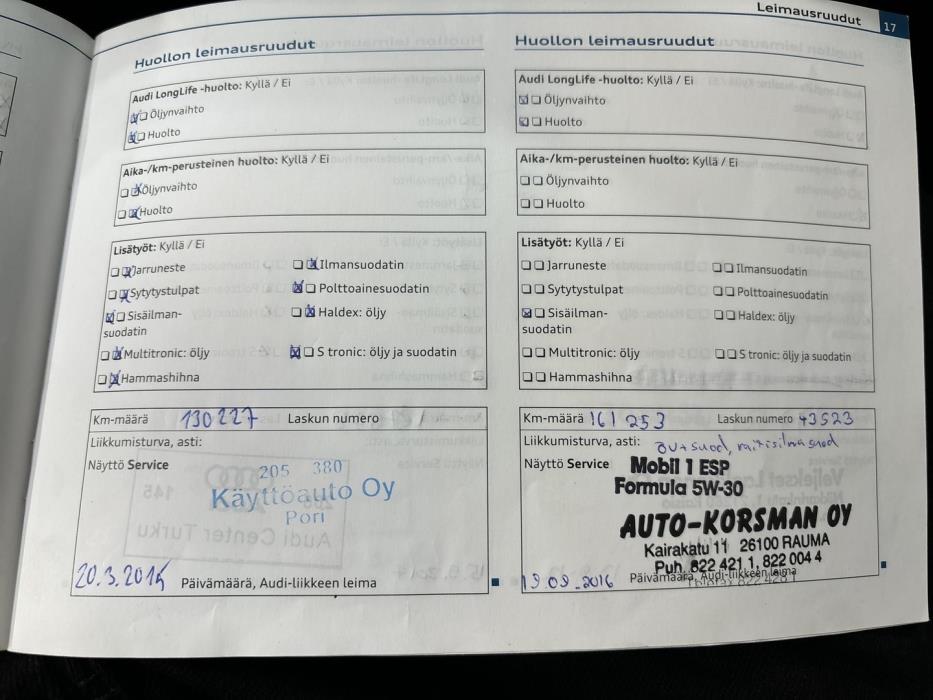 Leimausruudut 17
Huollon leimausruudut
Audi LongLife -huolto: Kyllä / Ei
Öljynvaihto
Huolto
Aika-/km-perusteinen huolto: Kyllä / Ei
Öljynvaihto
Huolto
Lisätyöt: Kyllä / Ei
Jarruneste
Sytytystulpat
Sisäilman-
suodatin
Multitronic: öljy
Hammashihna
Ilmansuodatin
Polttoainesuodatin
Haldex: öljy
S tronic: öljy ja suodatin
Km-määrä 130227 Laskun numero /
Liikkumisturva, asti:
Näyttö Service
205 380
Käyttöauto Oy
Pori
20.3.2015 Päivämäärä, Audi-liikkeen leima
Huollon leimausruudut
Audi LongLife -huolto: Kyllä / Ei
Öljynvaihto
Huolto
Aika-/km-perusteinen huolto: Kyllä / Ei
Öljynvaihto
Huolto
Lisätyöt: Kyllä / Ei
Jarruneste
Sytytystulpat
Sisäilman-
suodatin
Multitronic: öljy
Hammashihna
Ilmansuodatin
Polttoainesuodatin
Haldex: öljy
S tronic: öljy ja suodatin
Km-määrä 161 253 Laskun numero 43523
Liikkumisturva, asti: öv+suod, raitisilmasuod
Näyttö Service
Mobil 1 ESP
Formula 5W-30
AUTO-KORSMAN OY
Kairakatu 11 26100 RAUMA
Puh. 822 421 1, 822 004 4
19.09.2016 Päivämäärä, Audi-liikkeen leima